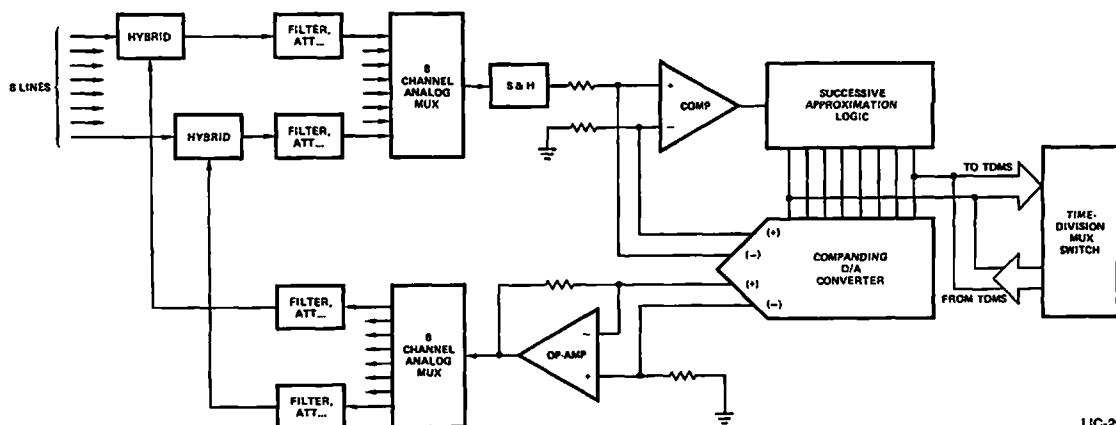 8 LINES
HYBRID
FILTER,
ATT...
8
CHANNEL
ANALOG
MUX
S & H
+
−
COMP
SUCCESSIVE
APPROXIMATION
LOGIC
HYBRID
FILTER,
ATT...
TO TDMS
TIME-
DIVISION
MUX
SWITCH
(+)
(−)
(+)
(−)
COMPANDING
D/A
CONVERTER
FROM TDMS
FILTER,
ATT...
8
CHANNEL
ANALOG
MUX
OP-AMP
−
+
FILTER,
ATT...